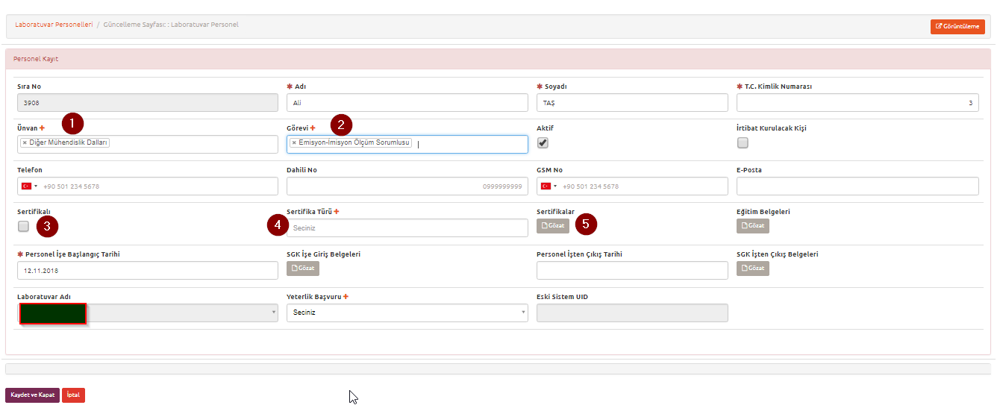 Laboratuvar Personelleri / Güncelleme Sayfası: : Laboratuvar Personel
Görüntüleme
Personel Kayıt
Sıra No
* Adı
* Soyadı
* T.C. Kimlik Numarası
3908
Ali
TAŞ
3
Ünvan +
1
Görevi +
2
Aktif
İrtibat Kurulacak Kişi
× Diğer Mühendislik Dalları
× Emisyon-İmisyon Ölçüm Sorumlusu
Telefon
Dahili No
GSM No
E-Posta
+90 501 234 5678
0999999999
+90 501 234 5678
Sertifikalı
Sertifika Türü +
Sertifikalar
Eğitim Belgeleri
3
4
Seciniz
Gözat
5
Gözat
* Personel İşe Başlangıç Tarihi
SGK İşe Giriş Belgeleri
Personel İşten Çıkış Tarihi
SGK İşten Çıkış Belgeleri
12.11.2018
Gözat
Gözat
Laboratuvar Adı
Yeterlik Başvuru +
Eski Sistem UID
Seciniz
Kaydet ve Kapat
İptal